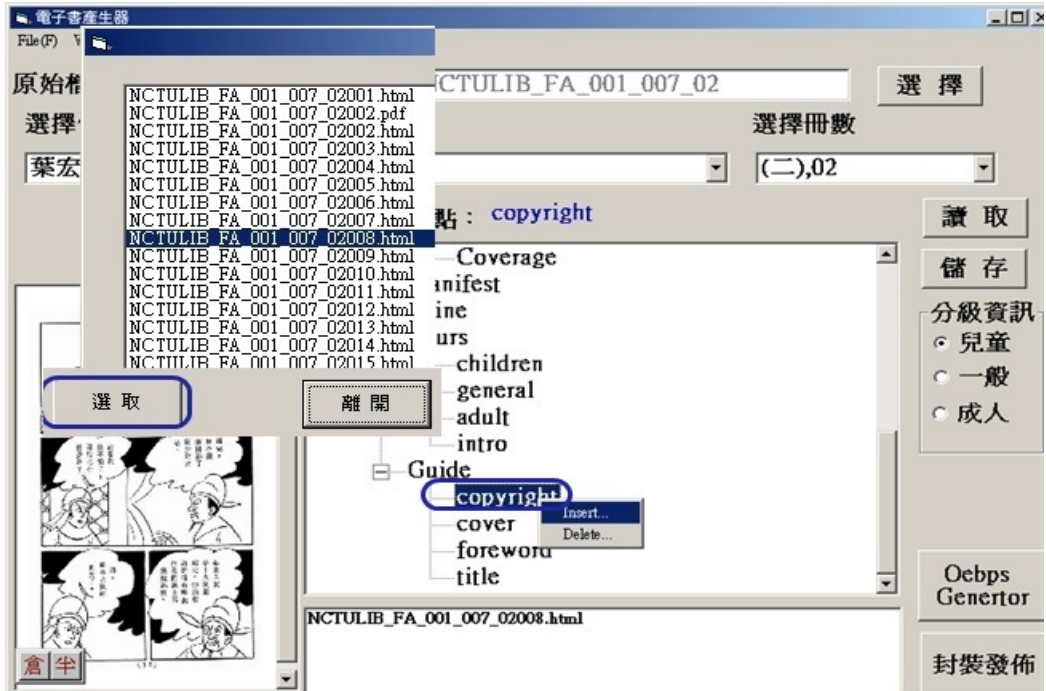 電子書產生器
File(F)
原始檔
NCTULIB_FA_001_007_02
選 擇
選擇
選擇冊數
葉宏
(二),02
NCTULIB_FA_001_007_02001.html
NCTULIB_FA_001_007_02002.pdf
NCTULIB_FA_001_007_02002.html
NCTULIB_FA_001_007_02003.html
NCTULIB_FA_001_007_02004.html
NCTULIB_FA_001_007_02005.html
NCTULIB_FA_001_007_02006.html
NCTULIB_FA_001_007_02007.html
NCTULIB_FA_001_007_02008.html
NCTULIB_FA_001_007_02009.html
NCTULIB_FA_001_007_02010.html
NCTULIB_FA_001_007_02011.html
NCTULIB_FA_001_007_02012.html
NCTULIB_FA_001_007_02013.html
NCTULIB_FA_001_007_02014.html
NCTULIB_FA_001_007_02015.html
選 取
離 開
點： copyright
讀 取
儲 存
Coverage
anifest
ine
urs
children
general
adult
intro
Guide
copyright
cover
foreword
title
Insert...
Delete...
分級資訊
兒童
一般
成人
Oebps
Genertor
封裝發佈
NCTULIB_FA_001_007_02008.html
倉 半